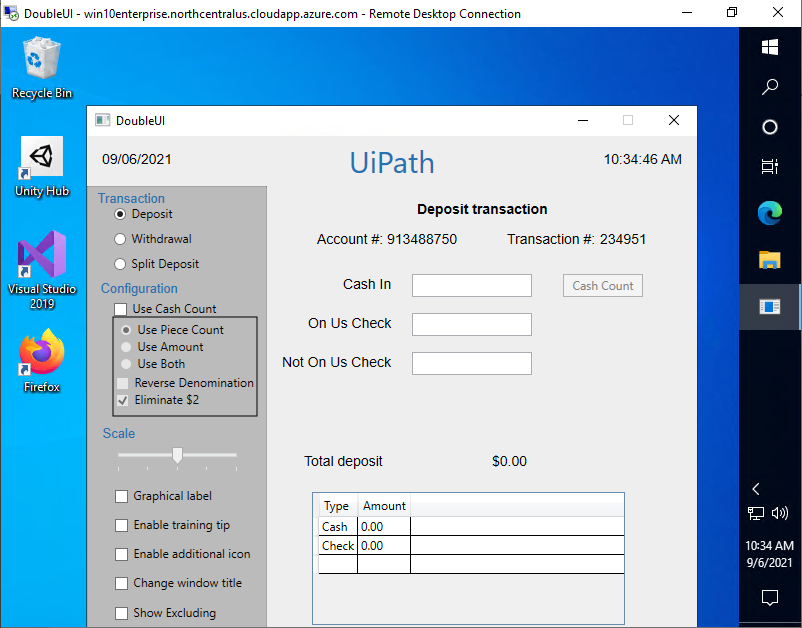 DoubleUI - win10enterprise.northcentralus.cloudapp.azure.com - Remote Desktop Connection
Recycle Bin
Unity Hub
Visual Studio
2019
Firefox
DoubleUI
09/06/2021
UiPath
10:34:46 AM
Transaction
Deposit
Withdrawal
Split Deposit
Configuration
Use Cash Count
Use Piece Count
Use Amount
Use Both
Reverse Denomination
Eliminate $2
Scale
Graphical label
Enable training tip
Enable additional icon
Change window title
Show Excluding
Deposit transaction
Account #: 913488750 Transaction #: 234951
Cash In
Cash Count
On Us Check
Not On Us Check
Total deposit $0.00
Type Amount
Cash 0.00
Check 0.00
10:34 AM
9/6/2021